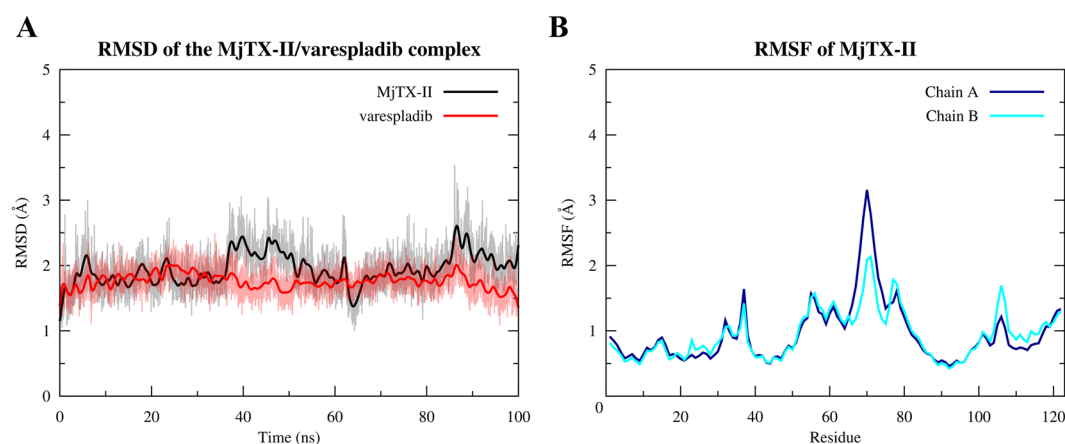 A
RMSD of the MjTX-II/varespladib complex
5
4
3
2
1
0
RMSD (Å)
MjTX-II
varespladib
0 20 40 60 80 100
Time (ns)
B
RMSF of MjTX-II
5
4
3
2
1
0
RMSF (Å)
Chain A
Chain B
20 40 60 80 100 120
Residue